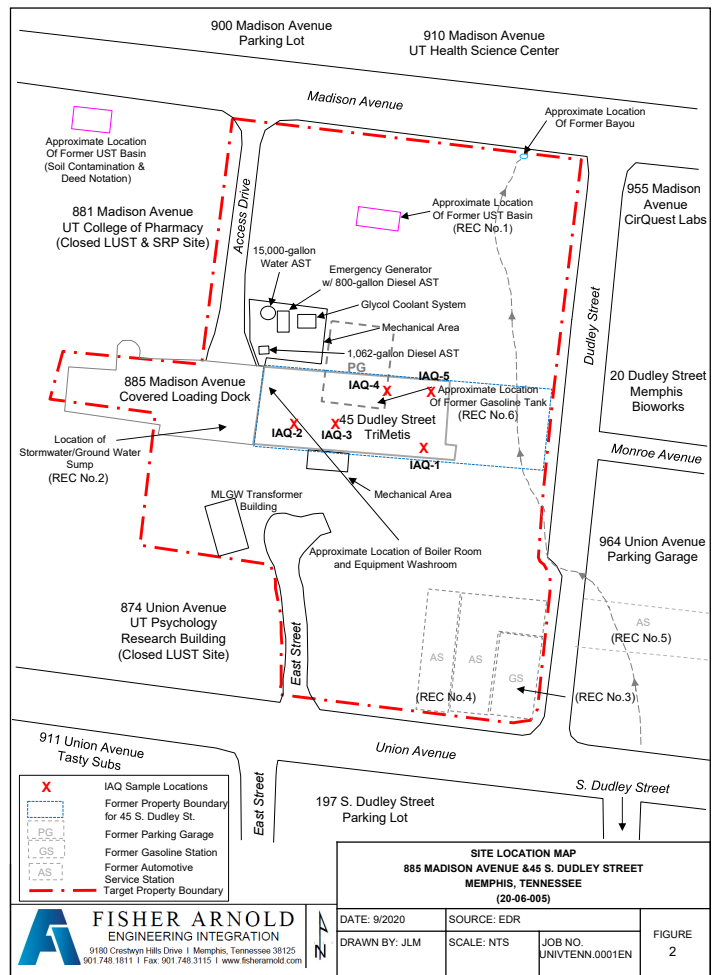 900 Madison Avenue
Parking Lot
910 Madison Avenue
UT Health Science Center
Madison Avenue
Approximate Location
Of Former Bayou
Approximate Location
Of Former UST Basin
(Soil Contamination &
Deed Notation)
955 Madison
Avenue
CirQuest Labs
881 Madison Avenue
UT College of Pharmacy
(Closed LUST & SRP Site)
Access Drive
Approximate Location
Of Former UST Basin
(REC No.1)
15,000-gallon
Water AST
Emergency Generator
w/ 800-gallon Diesel AST
Glycol Coolant System
Mechanical Area
1,062-gallon Diesel AST
Dudley Street
PG
IAQ-5
IAQ-4
X
X
885 Madison Avenue
Covered Loading Dock
Approximate Location
Of Former Gasoline Tank
(REC No.6)
20 Dudley Street
Memphis
Bioworks
45 Dudley Street
TriMetis
X
IAQ-2
X
IAQ-3
X
IAQ-1
Location of
Stormwater/Ground Water
Sump
(REC No.2)
Monroe Avenue
Mechanical Area
MLGW Transformer
Building
Approximate Location of Boiler Room
and Equipment Washroom
964 Union Avenue
Parking Garage
874 Union Avenue
UT Psychology
Research Building
(Closed LUST Site)
East Street
AS
AS
GS
AS
(REC No.5)
(REC No.4)
(REC No.3)
911 Union Avenue
Tasty Subs
Union Avenue
East Street
197 S. Dudley Street
Parking Lot
S. Dudley Street
X IAQ Sample Locations
Former Property Boundary
for 45 S. Dudley St.
PG Former Parking Garage
GS Former Gasoline Station
AS Former Automotive
Service Station
Target Property Boundary
SITE LOCATION MAP
885 MADISON AVENUE &45 S. DUDLEY STREET
MEMPHIS, TENNESSEE
(20-06-005)
FISHER ARNOLD
ENGINEERING INTEGRATION
9180 Crestwyn Hills Drive I Memphis, Tennessee 38125
901.748.1811 I Fax: 901.748.3115 I www.fisherarnold.com
N
DATE: 9/2020
SOURCE: EDR
DRAWN BY: JLM
SCALE: NTS
JOB NO.
UNIVTENN.0001EN
FIGURE
2